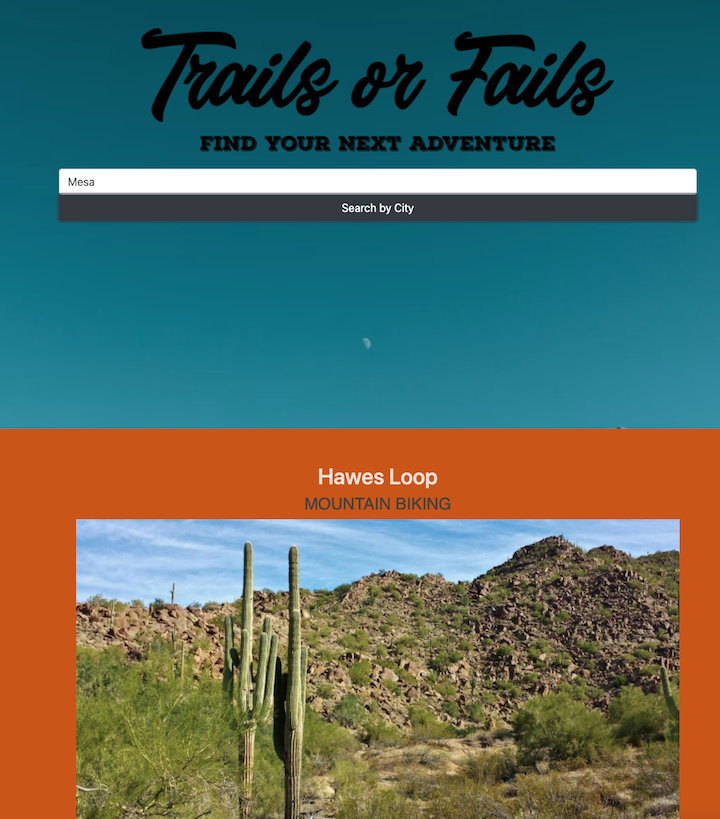 Trails or Fails
FIND YOUR NEXT ADVENTURE
Mesa
Search by City
Hawes Loop
MOUNTAIN BIKING